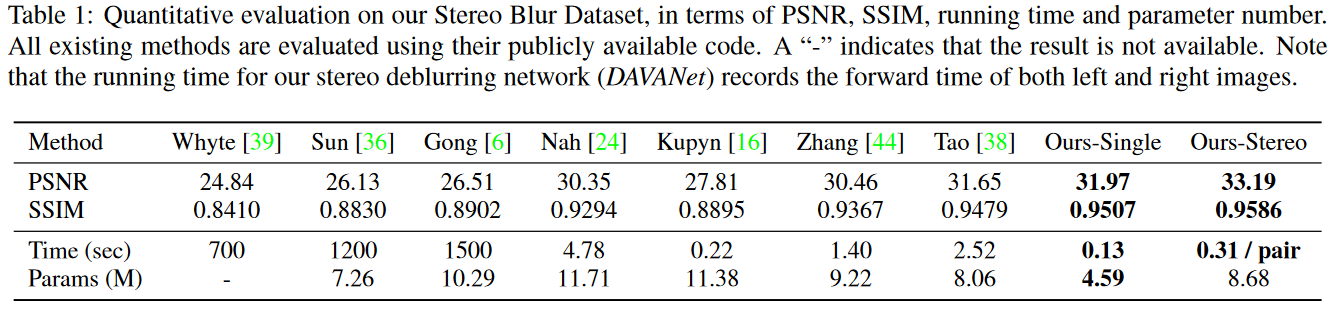 Table 1: Quantitative evaluation on our Stereo Blur Dataset, in terms of PSNR, SSIM, running time and parameter number.
All existing methods are evaluated using their publicly available code. A “-” indicates that the result is not available. Note
that the running time for our stereo deblurring network (DAVANet) records the forward time of both left and right images.
Method Whyte [39] Sun [36] Gong [6] Nah [24] Kupyn [16] Zhang [44] Tao [38] Ours-Single Ours-Stereo
PSNR 24.84 26.13 26.51 30.35 27.81 30.46 31.65 31.97 33.19
SSIM 0.8410 0.8830 0.8902 0.9294 0.8895 0.9367 0.9479 0.9507 0.9586
Time (sec) 700 1200 1500 4.78 0.22 1.40 2.52 0.13 0.31 / pair
Params (M) - 7.26 10.29 11.71 11.38 9.22 8.06 4.59 8.68